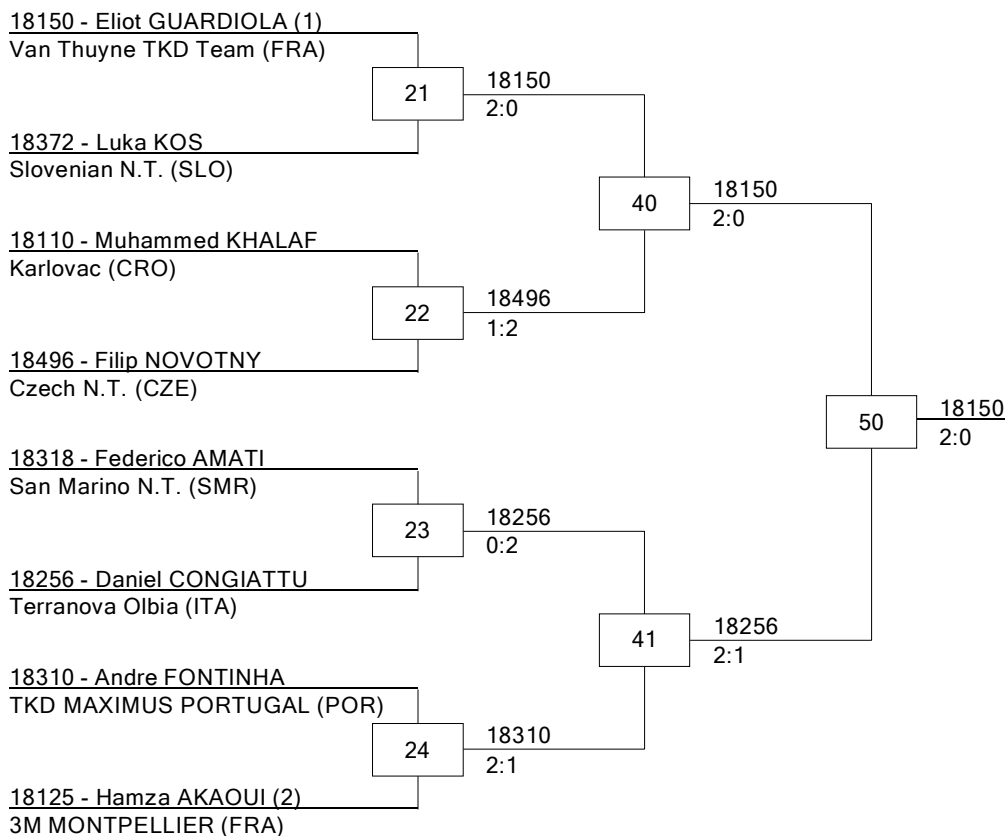 18150 - Eliot GUARDIOLA (1)
Van Thuyne TKD Team (FRA)
21
18150
2:0
18372 - Luka KOS
Slovenian N.T. (SLO)
40
18150
2:0
18110 - Muhammed KHALAF
Karlovac (CRO)
22
18496
1:2
18496 - Filip NOVOTNY
Czech N.T. (CZE)
50
18150
2:0
18318 - Federico AMATI
San Marino N.T. (SMR)
23
18256
0:2
18256 - Daniel CONGIATTU
Terranova Olbia (ITA)
41
18256
2:1
18310 - Andre FONTINHA
TKD MAXIMUS PORTUGAL (POR)
24
18310
2:1
18125 - Hamza AKAOUI (2)
3M MONTPELLIER (FRA)